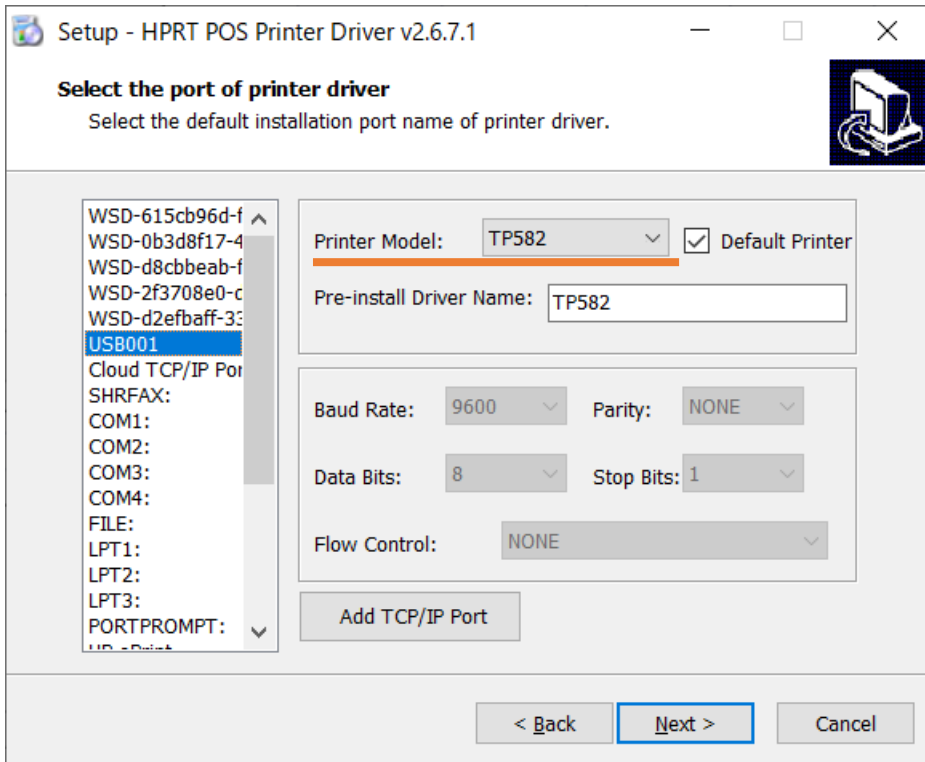 Setup - HPRT POS Printer Driver v2.6.7.1
Select the port of printer driver
Select the default installation port name of printer driver.
WSD-615cb96d-f
WSD-0b3d8f17-4
WSD-d8cbbeab-f
WSD-2f3708e0-c
WSD-d2efbaff-33
USB001
Cloud TCP/IP Por
SHRFAX:
COM1:
COM2:
COM3:
COM4:
FILE:
LPT1:
LPT2:
LPT3:
PORTPROMPT:
Printer Model: TP582 Default Printer
Pre-install Driver Name: TP582
Baud Rate: 9600 Parity: NONE
Data Bits: 8 Stop Bits: 1
Flow Control: NONE
Add TCP/IP Port
< Back Next > Cancel